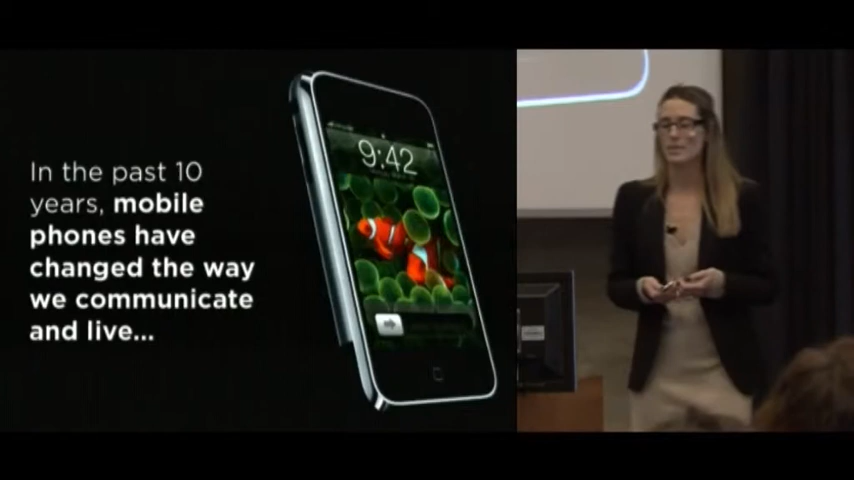 In the past 10
years, mobile
phones have
changed the way
we communicate
and live...
9:42